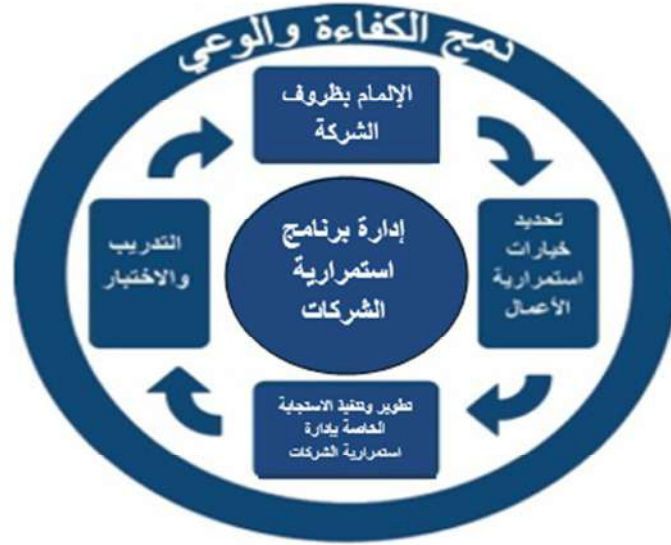 نمج الكفاءة والوعي
الإلمام بظروف
الشركة
تحديد
خيارات
استمرارية
الأعمال
إدارة برنامج
استمرارية
الشركات
التدريب
والاختبار
تطوير وتنفيذ الاستجابة
الخاصة بإدارة
استمرارية الشركات